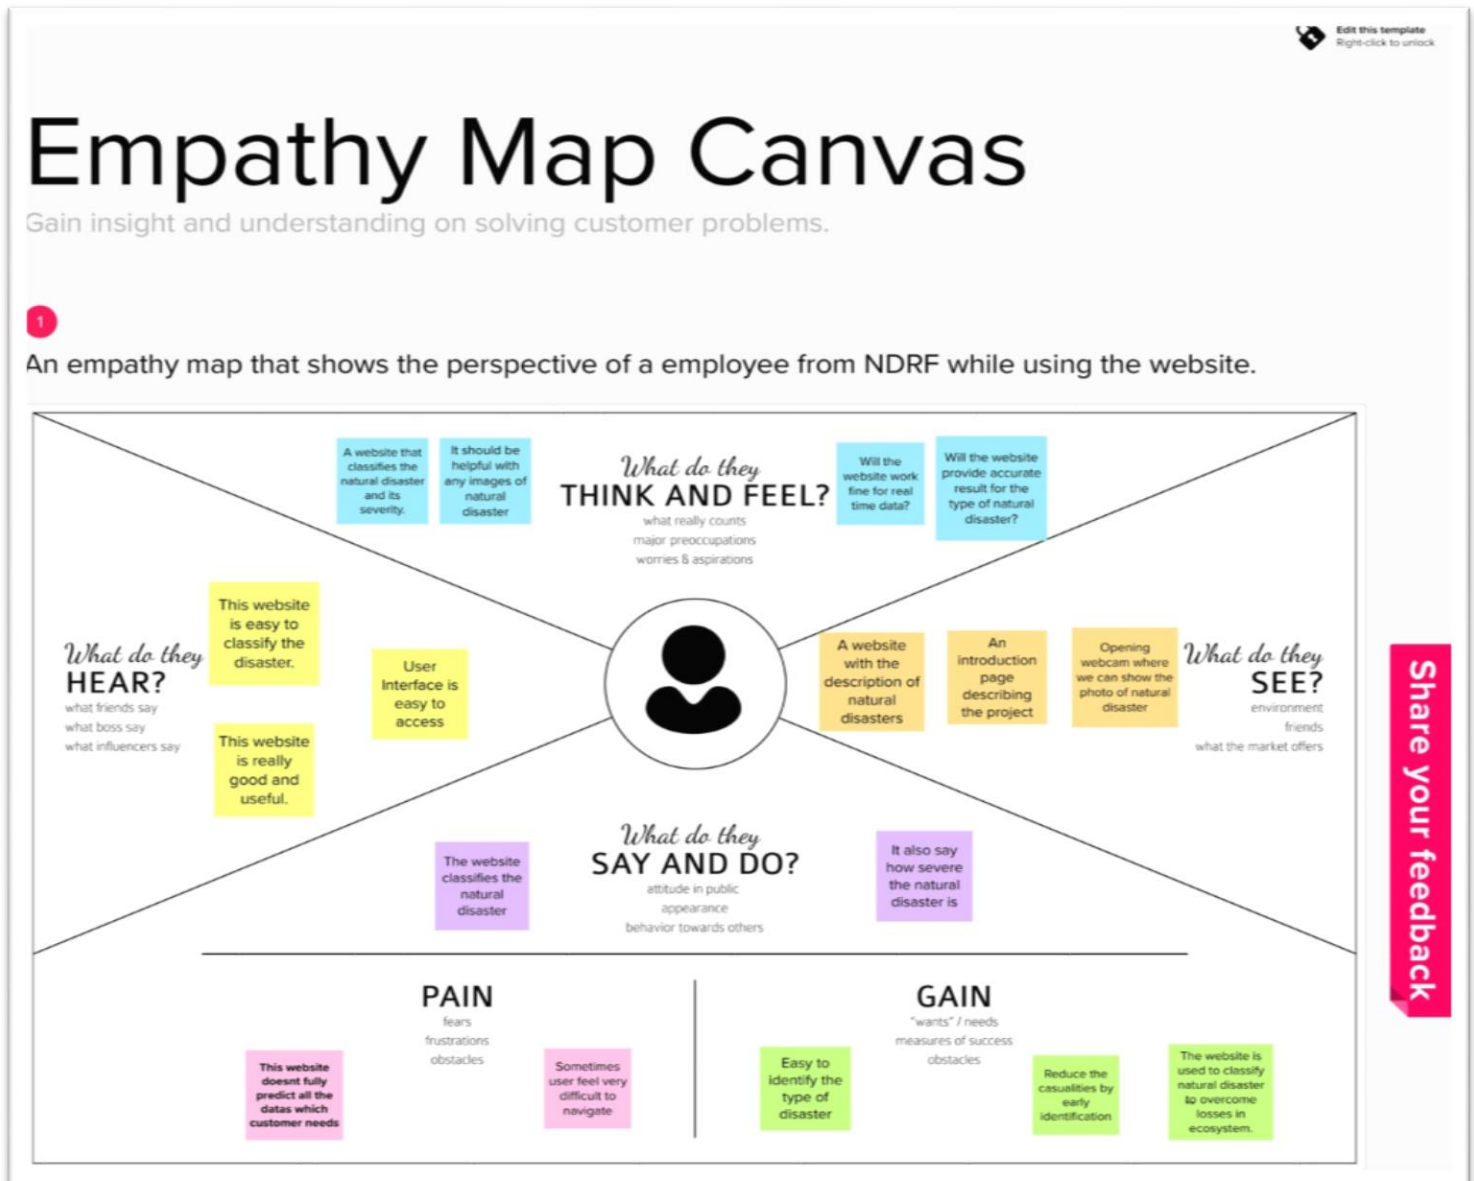 Edit this template
Right-click to unlock
Empathy Map Canvas
Gain insight and understanding on solving customer problems.
1
An empathy map that shows the perspective of a employee from NDRF while using the website.
A website that
classifies the
natural disaster
and its
severity.
It should be
helpful with
any images of
natural
disaster
What do they
THINK AND FEEL?
what really counts
major preoccupations
worries & aspirations
Will the
website work
fine for real
time data?
Will the website
provide accurate
result for the
type of natural
disaster?
What do they
HEAR?
what friends say
what boss say
what influencers say
This website
is easy to
classify the
disaster.
User
Interface is
easy to
access
This website
is really
good and
useful.
A website
with the
description of
natural
disasters
An
introduction
page
describing
the project
Opening
webcam where
we can show the
photo of natural
disaster
What do they
SEE?
environment
friends
what the market offers
The website
classifies the
natural
disaster
What do they
SAY AND DO?
attitude in public
appearance
behavior towards others
It also say
how severe
the natural
disaster is
Share your feedback
PAIN
fears
frustrations
obstacles
This website
doesnt fully
predict all the
datas which
customer needs
Sometimes
user feel very
difficult to
navigate
GAIN
"wants" / needs
measures of success
obstacles
Easy to
identify the
type of
disaster
Reduce the
casualities by
early
identification
The website is
used to classify
natural disaster
to overcome
losses in
ecosystem.